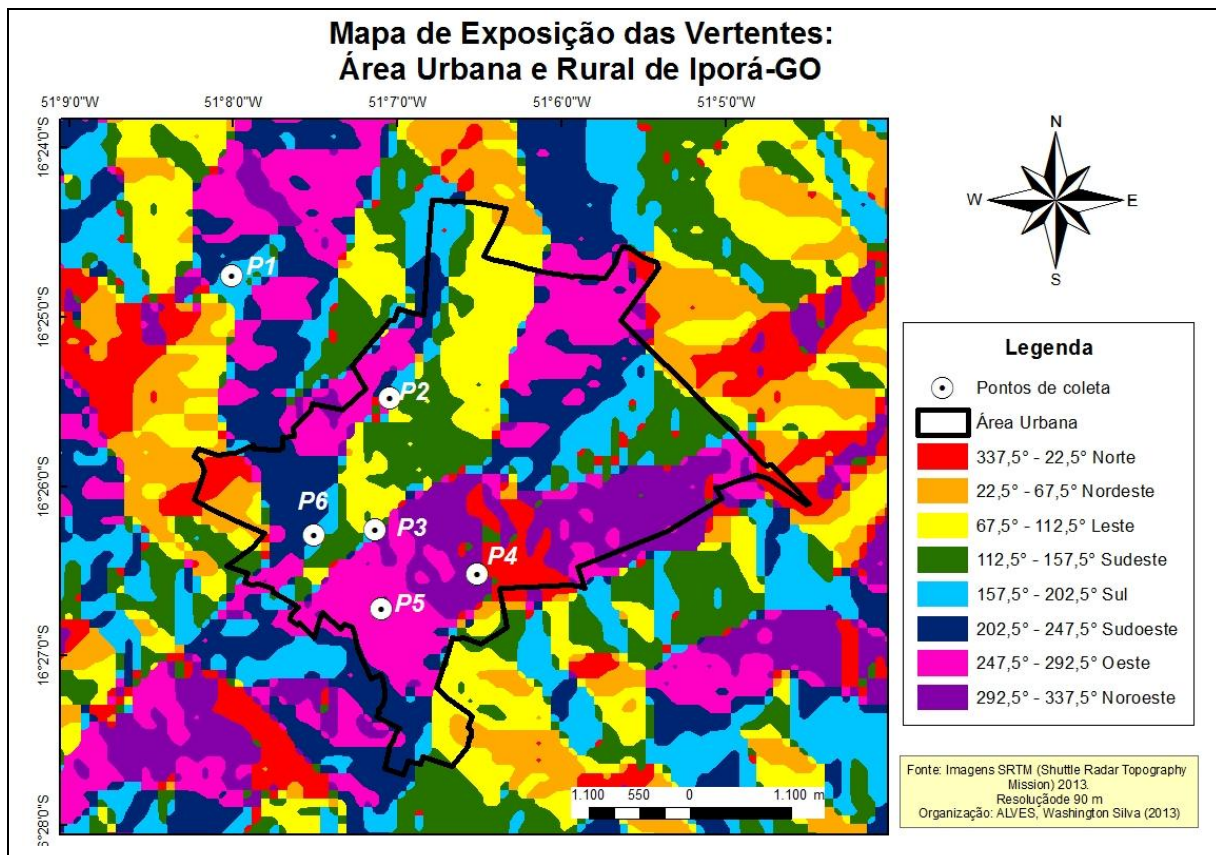 Mapa de Exposição das Vertentes:
Área Urbana e Rural de Iporá-GO
51°9'0"W
51°8'0"W
51°7'0"W
51°6'0"W
51°5'0"W
16°24'0"S
16°25'0"S
16°26'0"S
16°27'0"S
6°28'0"S
P1
P2
P6
P3
P4
P5
1.100 550 0 1.100 m
N
W E
S
Legenda
Pontos de coleta
Área Urbana
337,5° - 22,5° Norte
22,5° - 67,5° Nordeste
67,5° - 112,5° Leste
112,5° - 157,5° Sudeste
157,5° - 202,5° Sul
202,5° - 247,5° Sudoeste
247,5° - 292,5° Oeste
292,5° - 337,5° Noroeste
Fonte: Imagens SRTM (Shuttle Radar Topography
Mission) 2013.
Resoluçãode 90 m
Organização: ALVES, Washington Silva (2013)